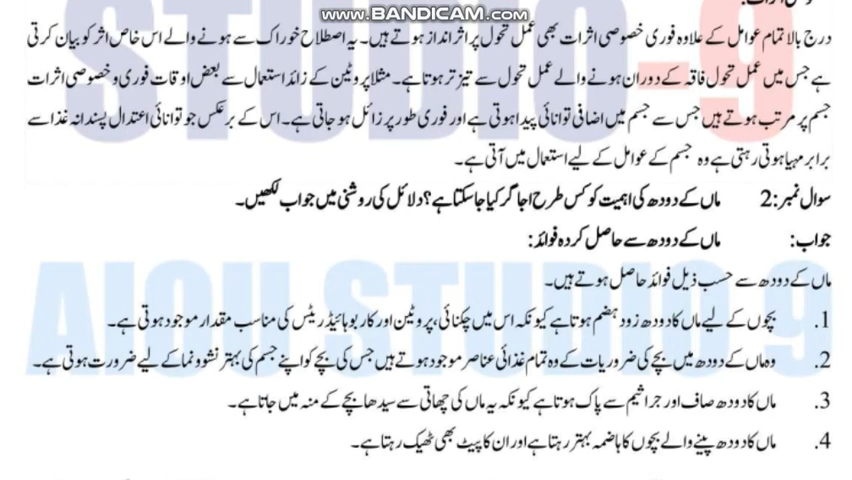 www.BANDICAM.com
درج بالا تمام عوامل کے علاوہ فوری خصوصی اثرات بھی عمل تحول پر اثر انداز ہوتے ہیں۔ یہ اصطلاح خوراک سے ہونے والے اس خاص اثر کو بیان کرتی
ہے جس میں عمل تحول فاقہ کے دوران ہونے والے عمل تحول سے تیز تر ہوتا ہے۔ مثلاً پروٹین کے زائد استعمال سے بعض اوقات فوری و خصوصی اثرات
جسم پر مرتب ہوتے ہیں جس سے جسم میں اضافی توانائی پیدا ہوتی ہے اور فوری طور پر زائل ہو جاتی ہے۔ اس کے برعکس جو توانائی اعتدال پسندانہ غذا سے
برابر مہیا ہوتی رہتی ہے وہ جسم کے عوامل کے لیے استعمال میں آتی ہے۔
سوال نمبر: 2 ماں کے دودھ کی اہمیت کو کس طرح اجاگر کیا جا سکتا ہے؟ دلائل کی روشنی میں جواب لکھیں۔
جواب: ماں کے دودھ سے حاصل کردہ فوائد:
ماں کے دودھ سے حسب ذیل فوائد حاصل ہوتے ہیں۔
1. بچوں کے لیے ماں کا دودھ زود ہضم ہوتا ہے کیونکہ اس میں چکنائی، پروٹین اور کاربوہائیڈریٹس کی مناسب مقدار موجود ہوتی ہے۔
2. وہ ماں کے دودھ میں بچے کی ضروریات کے وہ تمام غذائی عناصر موجود ہوتے ہیں جس کی بچے کو اپنے جسم کی بہتر نشوونما کے لیے ضرورت ہوتی ہے۔
3. ماں کا دودھ صاف اور جراثیم سے پاک ہوتا ہے کیونکہ یہ ماں کی چھاتی سے سیدھا بچے کے منہ میں جاتا ہے۔
4. ماں کا دودھ پینے والے بچوں کا ہاضمہ بہتر رہتا ہے اور ان کا پیٹ بھی ٹھیک رہتا ہے۔
STUDIO-9
AIOU STUDIO 9